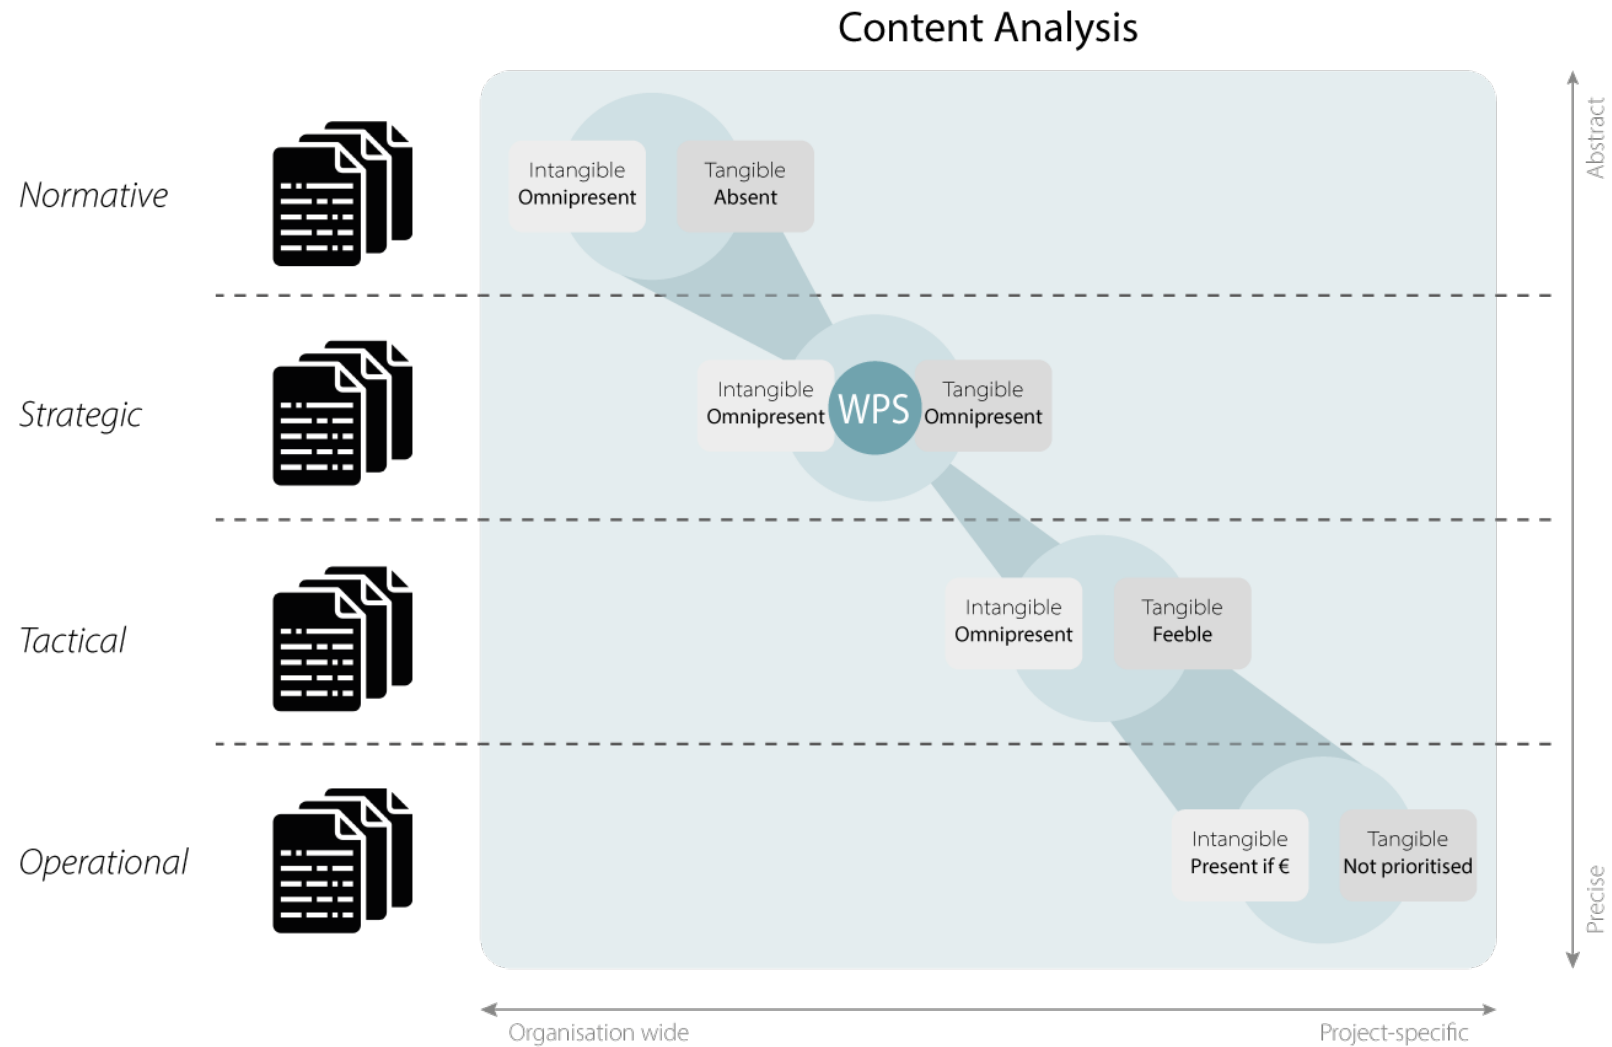 Content Analysis
Abstract
Normative
Intangible
Omnipresent
Tangible
Absent
Strategic
Intangible
Omnipresent
WPS
Tangible
Omnipresent
Tactical
Intangible
Omnipresent
Tangible
Feeble
Operational
Intangible
Present if €
Tangible
Not prioritised
Precise
Organisation wide
Project-specific